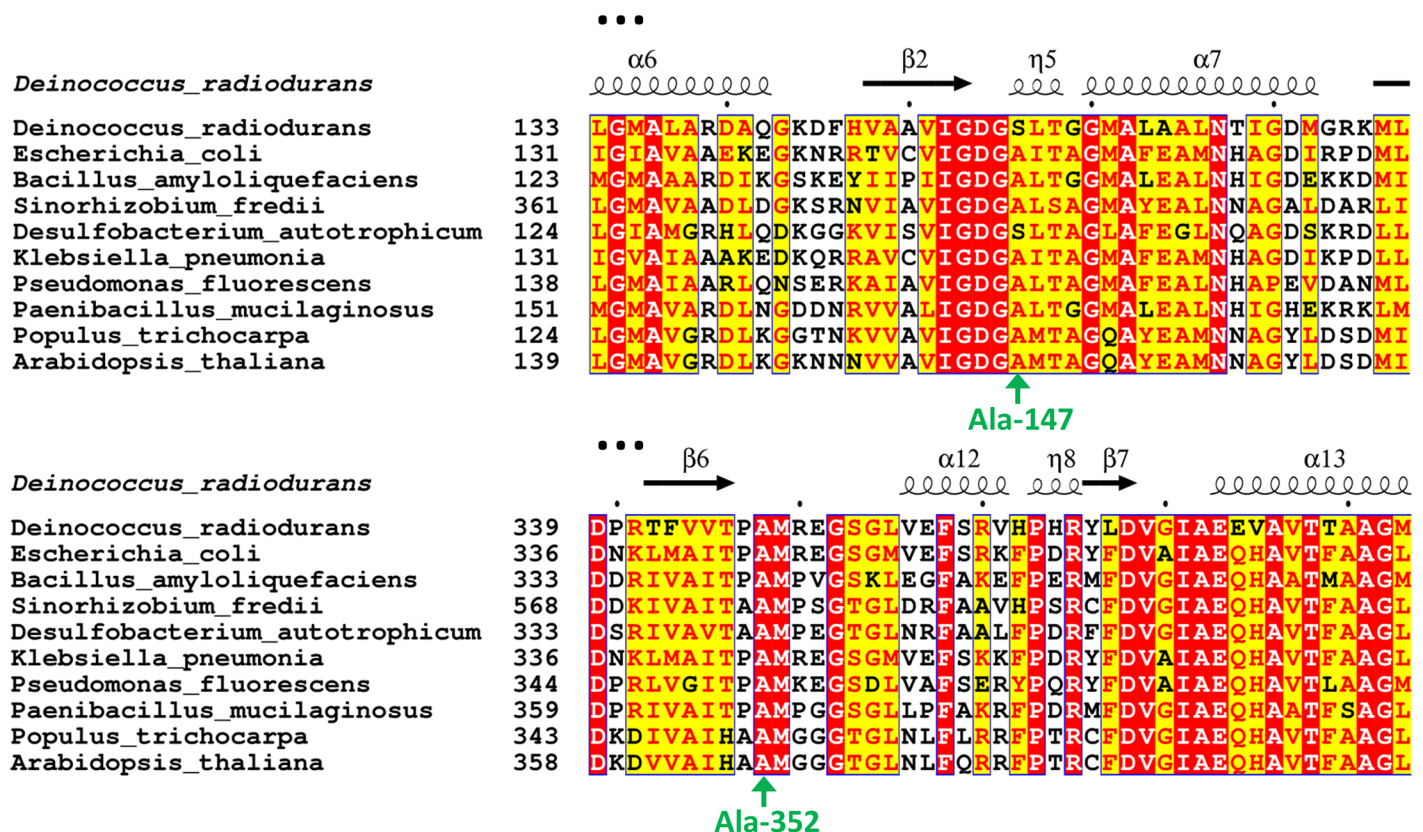 ...
α6 β2 η5 α7
Deinococcus_radiodurans
Deinococcus_radiodurans 133 LGMALARDAQGKDFHVAAVIGDGSLTGGMALAALNTIGDMGRKML
Escherichia_coli 131 IGIAVAAEKEGKNRRTVCVIGDGAITAGMAFEAMNHAGDIRPDML
Bacillus_amyloliquefaciens 123 MGMAAARDIKGSKEYIIPIIGDGALTGGMALEALNHIGDEKKDMI
Sinorhizobium_fredii 361 LGMAVAADLDGKSRNVIAVIGDGALSAGMAYEALNNAGALDARLI
Desulfobacterium_autotrophicum 124 LGIAMGRHLQDKGGKVISVIGDGSLTAGLAFEGLNQAGDSKRDLL
Klebsiella_pneumonia 131 IGVAIAAAKEDKQRRAVCVIGDGAITAGMAFEAMNHAGDIKPDLL
Pseudomonas_fluorescens 138 LGMAIAARLQNSERKAIAVIGDGALTAGMAFEALNHAPEVDANML
Paenibacillus_mucilaginosus 151 MGMAVARDLNGDDNRVVALIGDGALTGGMALEALNHIGHEKRKLM
Populus_trichocarpa 124 LGMAVGRDLKGGTNKVVAVIGDGAMTAGQAYEAMNNAGYLDSDMI
Arabidopsis_thaliana 139 LGMAVGRDLKGKNNNVVAVIGDGAMTAGQAYEAMNNAGYLDSDMI
Ala-147
...
β6 α12 η8 β7 α13
Deinococcus_radiodurans
Deinococcus_radiodurans 339 DPRTFVVTPAMREGSGLVEFSRVHPHRYLDVGIAEEVAVTTAAGM
Escherichia_coli 336 DNKLMAITPAMREGSGMVEFSRKFPDRYFDVAIAEQHAVTFAAGL
Bacillus_amyloliquefaciens 333 DDRIVAITPAMPVGSKLEGFAKEFPERMFDVGIAEQHAATMAAGM
Sinorhizobium_fredii 568 DDKIVAITAAMPSGTGLDRFAAVHPSRCFDVGIAEQHAVTFAAGL
Desulfobacterium_autotrophicum 333 DSRIVAVTAAMPEGTGLNRFAALFPDRFFDVGIAEQHAVTFAAGL
Klebsiella_pneumonia 336 DNKLMAITPAMREGSGMVEFSKKFPDRYFDVAIAEQHAVTFAAGL
Pseudomonas_fluorescens 344 DPRLVGITPAMKEGSDLVAFSERYPQRYFDVAIAEQHAVTLAAGM
Paenibacillus_mucilaginosus 359 DPRIVAITPAMPGGSGLLPFAKRFPDRMFDVGIAEQHAATFSAGL
Populus_trichocarpa 343 DKDIVAIHAAMGGGTGLNLFLRRFPTRCFDVGIAEQHAVTFAAGL
Arabidopsis_thaliana 358 DKDVVAIHAAMGGGTGLNLFQRRFPTRCFDVGIAEQHAVTFAAGL
Ala-352